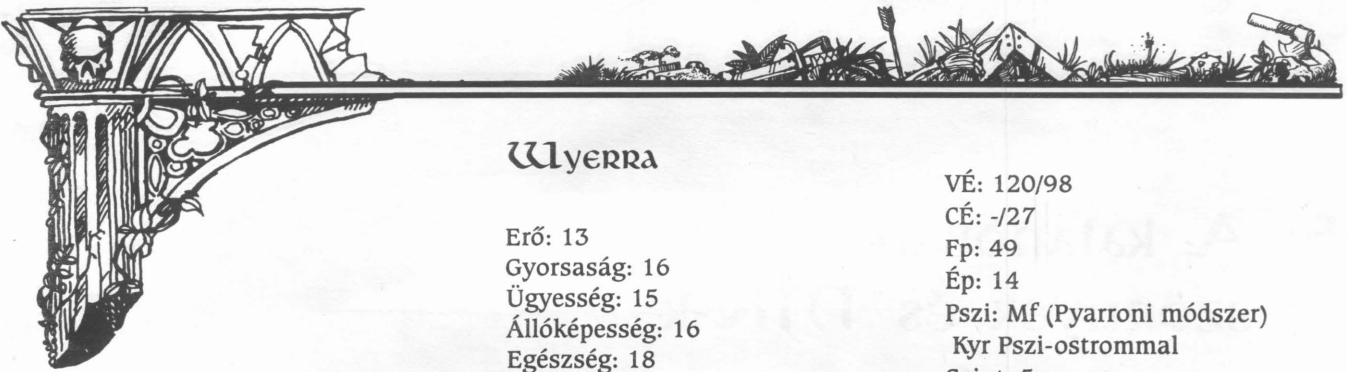 Wyerra
Erő: 13
Gyorsaság: 16
Ügyesség: 15
Állóképesség: 16
Egészség: 18
VÉ: 120/98
CÉ: -/27
Fp: 49
Ép: 14
Pszi: Mf (Pyarroni módszer)
Kyr Pszi-ostrommal